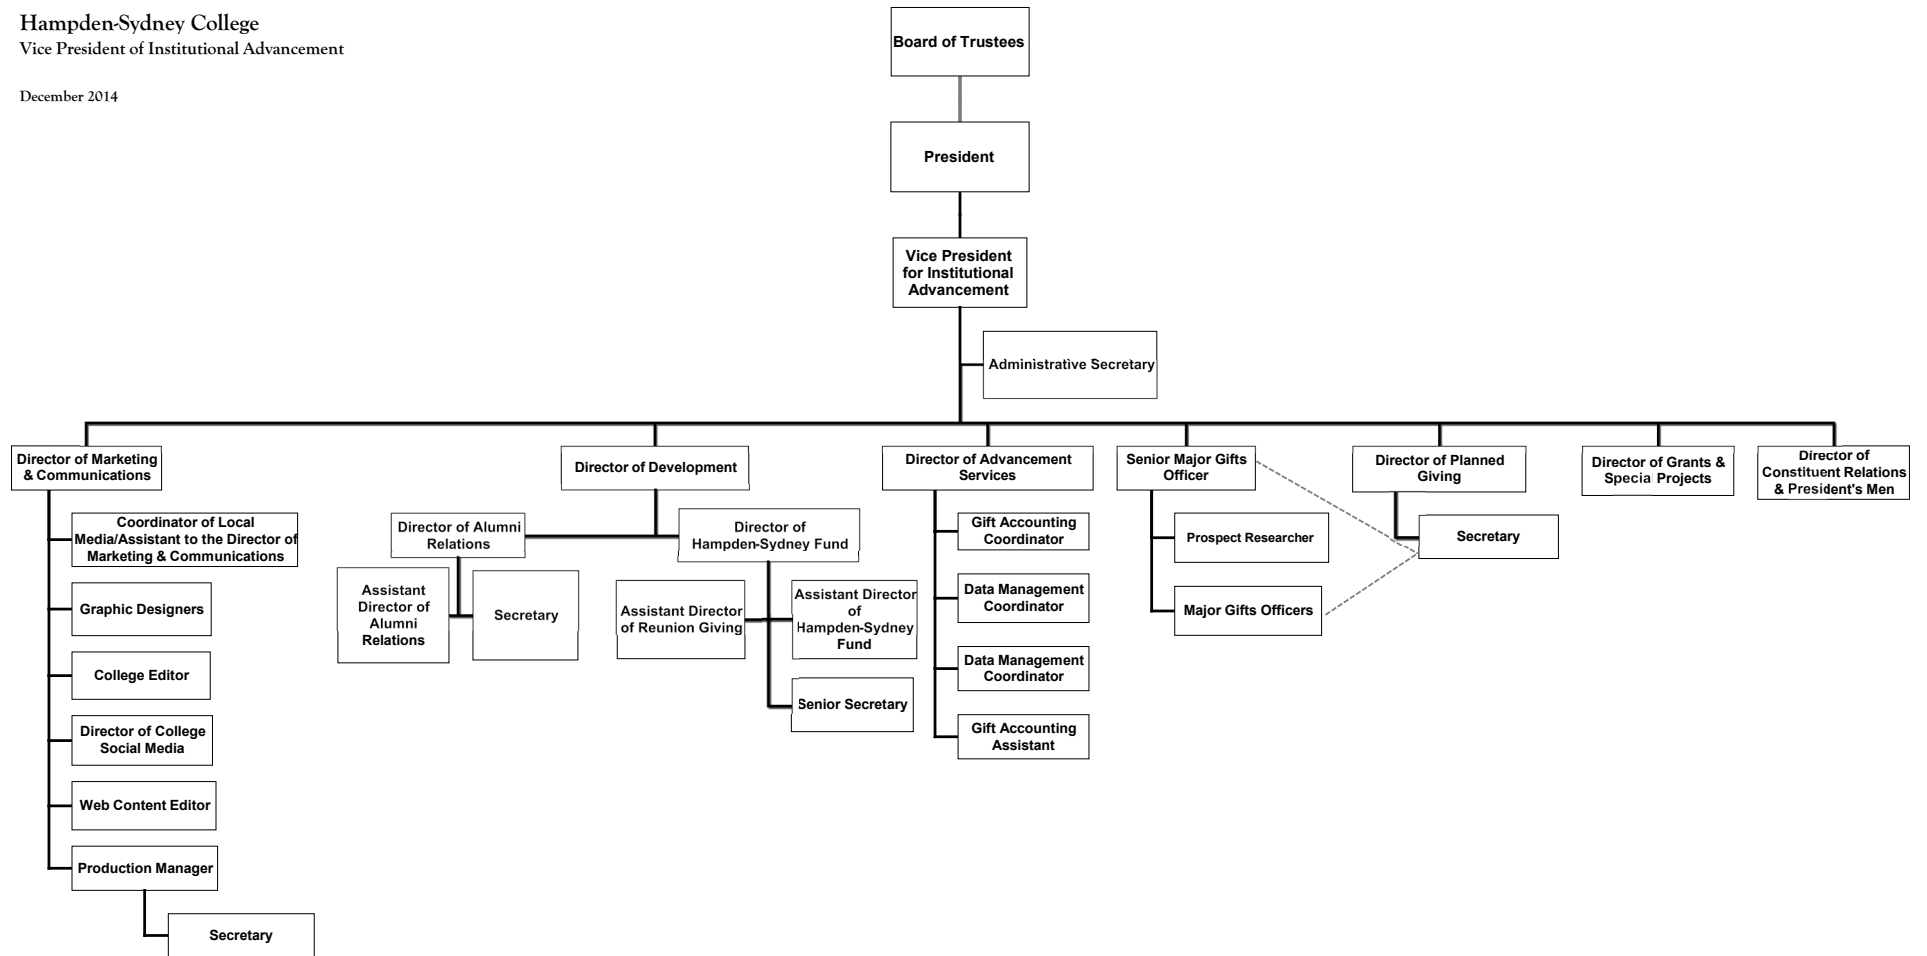 Hampden-Sydney College
Vice President of Institutional Advancement
December 2014
Board of Trustees
President
Vice President
for Institutional
Advancement
Administrative Secretary
Director of Marketing
& Communications
Director of Development
Director of Advancement
Services
Senior Major Gifts
Officer
Director of Planned
Giving
Director of Grants &
Special Projects
Director of
Constituent Relations
& President's Men
Coordinator of Local
Media/Assistant to the Director of
Marketing & Communications
Graphic Designers
College Editor
Director of College
Social Media
Web Content Editor
Production Manager
Secretary
Director of Alumni
Relations
Assistant
Director of
Alumni
Relations
Secretary
Director of
Hampden-Sydney Fund
Assistant Director
of Reunion Giving
Assistant Director
of
Hampden-Sydney
Fund
Senior Secretary
Gift Accounting
Coordinator
Data Management
Coordinator
Data Management
Coordinator
Gift Accounting
Assistant
Prospect Researcher
Major Gifts Officers
Secretary